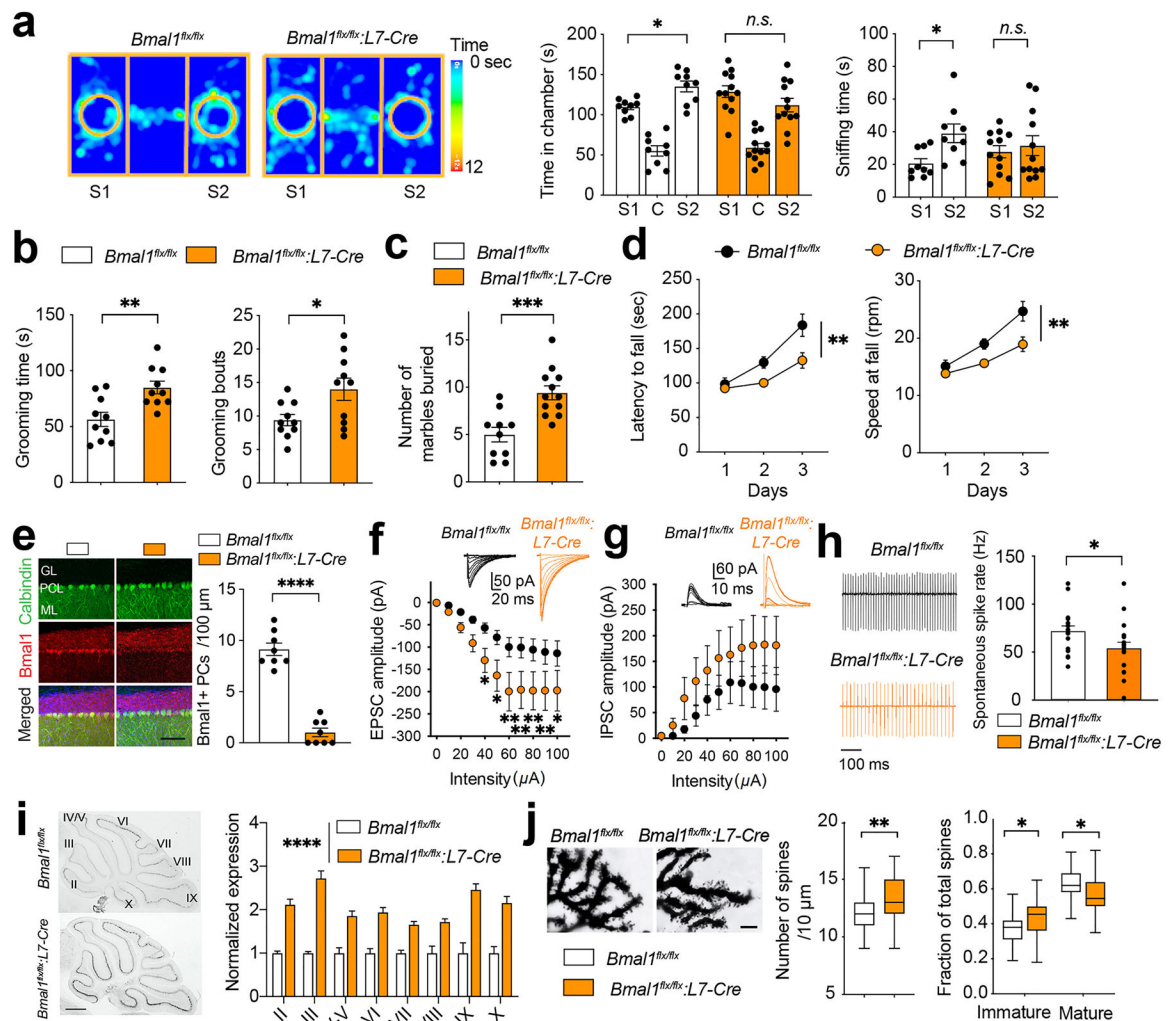 a
Bmal1flx/flx
Bmal1flx/flx:L7-Cre
Time
0 sec
12
S1
S2
S1
S2
Time in chamber (s)
200
150
100
50
0
*
n.s.
S1 C S2 S1 C S2
Sniffing time (s)
100
80
60
40
20
0
*
n.s.
S1 S2 S1 S2
b
Bmal1flx/flx
Bmal1flx/flx:L7-Cre
Grooming time (s)
150
100
50
0
**
Grooming bouts
25
20
15
10
5
0
*
c
Bmal1flx/flx
Bmal1flx/flx:L7-Cre
Number of
marbles buried
15
10
5
0
***
d
Bmal1flx/flx
Bmal1flx/flx:L7-Cre
Latency to fall (sec)
250
200
150
100
50
0
**
1 2 3
Days
Speed at fall (rpm)
30
20
10
0
**
1 2 3
Days
e
Bmal1flx/flx
Bmal1flx/flx:L7-Cre
Calbindin
Bmal1
Merged
GL
PCL
ML
Bmal1+ PCs /100 µm
15
10
5
0
****
f
Bmal1flx/flx
Bmal1flx/flx:
L7-Cre
50 pA
20 ms
EPSC amplitude (pA)
50
0
-50
-100
-150
-200
-250
-300
* * ** ** ** ** *
0 20 40 60 80 100
Intensity (µA)
g
Bmal1flx/flx
Bmal1flx/flx:
L7-Cre
60 pA
10 ms
IPSC amplitude (pA)
300
250
200
150
100
50
0
0 20 40 60 80 100
Intensity (µA)
h
Bmal1flx/flx
Bmal1flx/flx:L7-Cre
100 ms
Spontaneous spike rate (Hz)
150
100
50
0
*
Bmal1flx/flx
Bmal1flx/flx:L7-Cre
i
Bmal1flx/flx
Bmal1flx/flx:L7-Cre
IV/V
VI
III
VII
VIII
II
X
IX
Normalized expression
4
3
2
1
0
****
Bmal1flx/flx
Bmal1flx/flx:L7-Cre
II III VI IX X
j
Bmal1flx/flx
Bmal1flx/flx:L7-Cre
Bmal1flx/flx
Bmal1flx/flx:L7-Cre
Number of spines
/10 µm
20
15
10
5
**
Fraction of total spines
1.0
0.8
0.6
0.4
0.2
0.0
*
*
Immature Mature